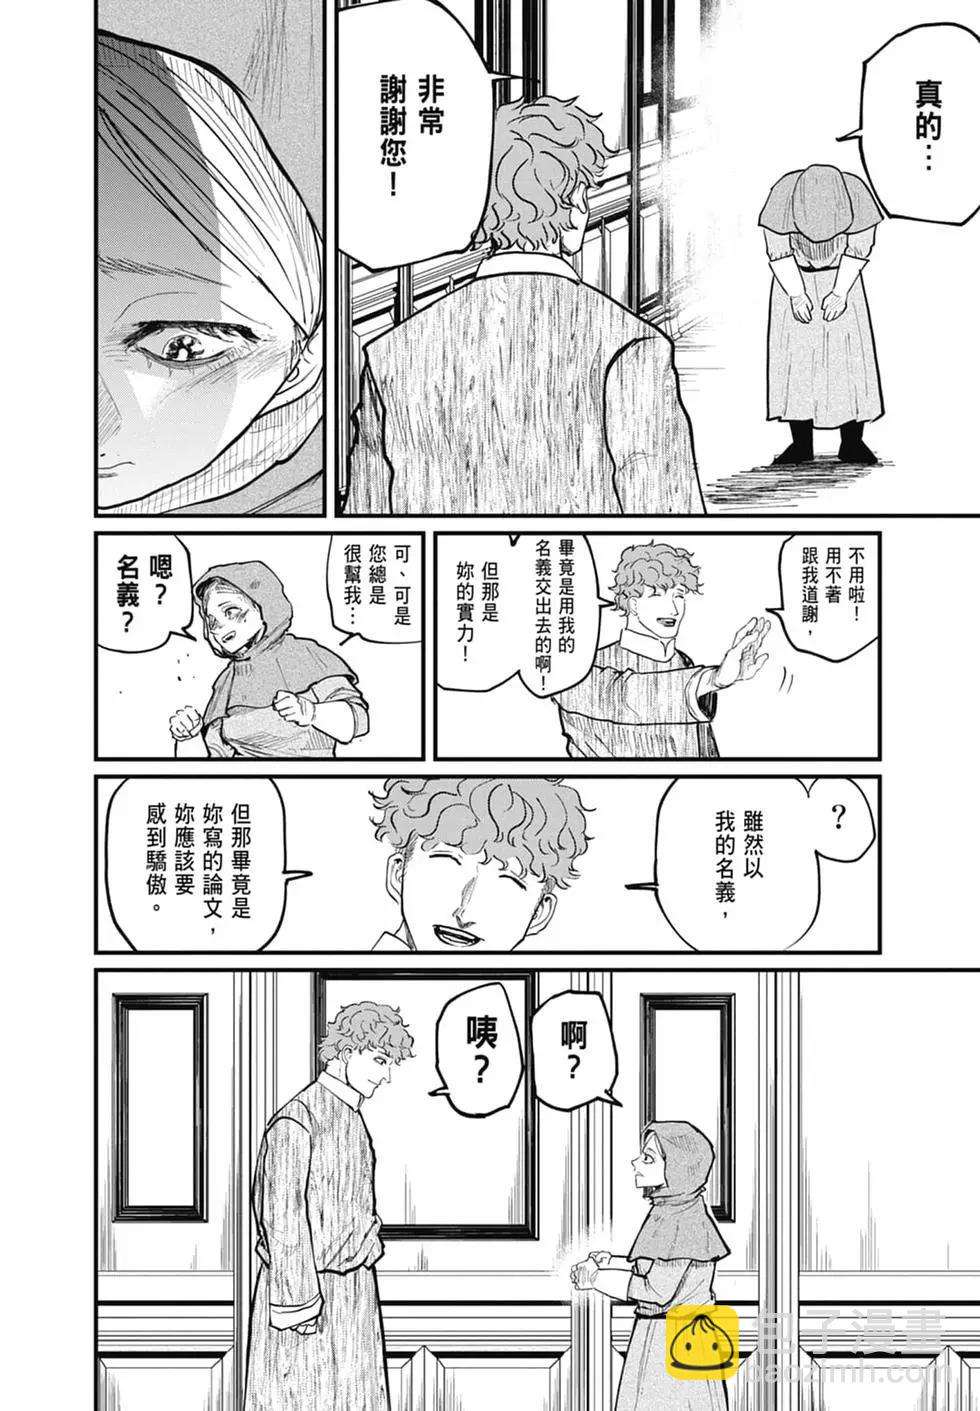 真的…
非常
謝謝您！
不用啦！
用不著
跟我道謝，
畢竟是用我的
名義交出去的啊！
但那是
妳的實力！
可、可是
您總是
很幫我…
嗯？
名義？
？
雖然以
我的名義，
但那畢竟是
妳寫的論文，
妳應該要
感到驕傲。
啊？
咦？
包子漫畫
baozimh.com